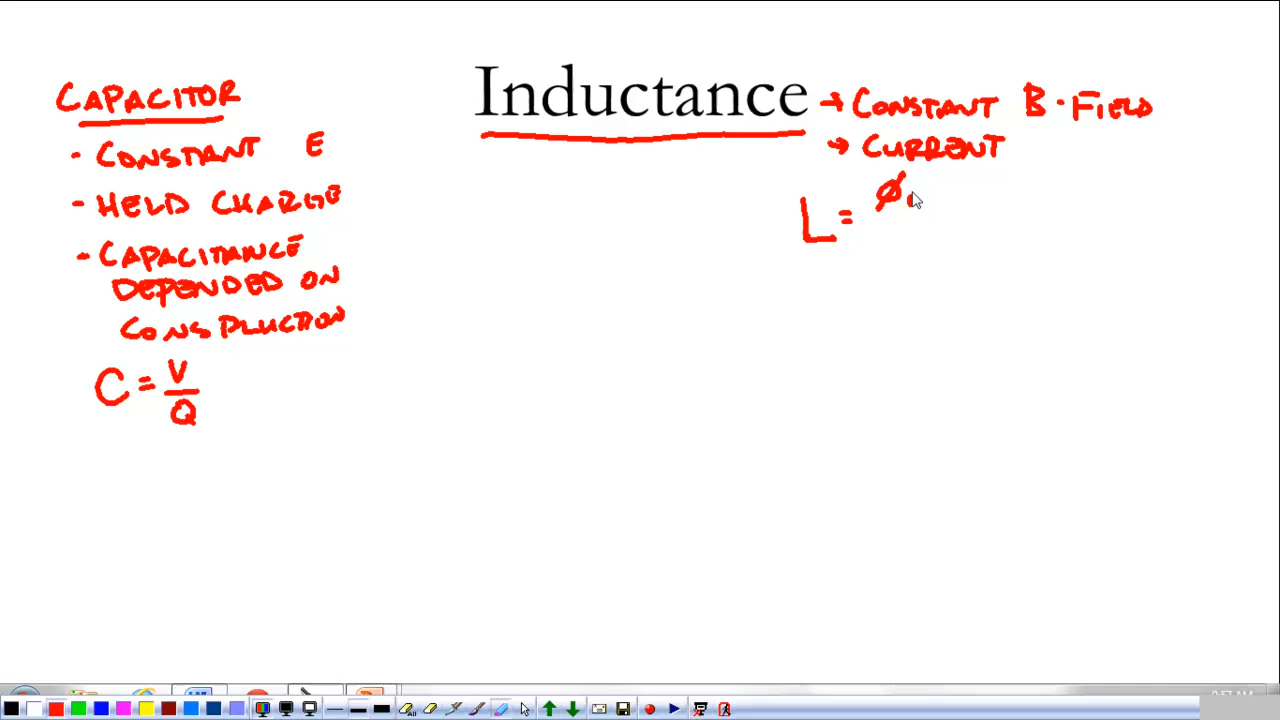 Inductance
CAPACITOR
· CONSTANT E
- HELD CHARGE
- CAPACITANCE
DEPENDED ON
CONSTRUCTION
C = V
Q
→ CONSTANT B·FIELD
→ CURRENT
L = Ø